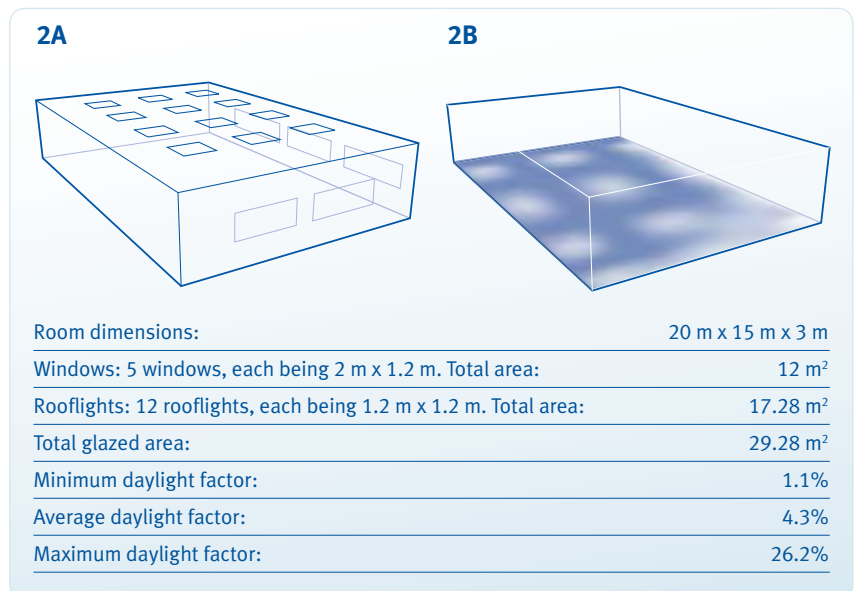 2A 2B
Room dimensions: 20 m x 15 m x 3 m
Windows: 5 windows, each being 2 m x 1.2 m. Total area: 12 m²
Rooflights: 12 rooflights, each being 1.2 m x 1.2 m. Total area: 17.28 m²
Total glazed area: 29.28 m²
Minimum daylight factor: 1.1%
Average daylight factor: 4.3%
Maximum daylight factor: 26.2%